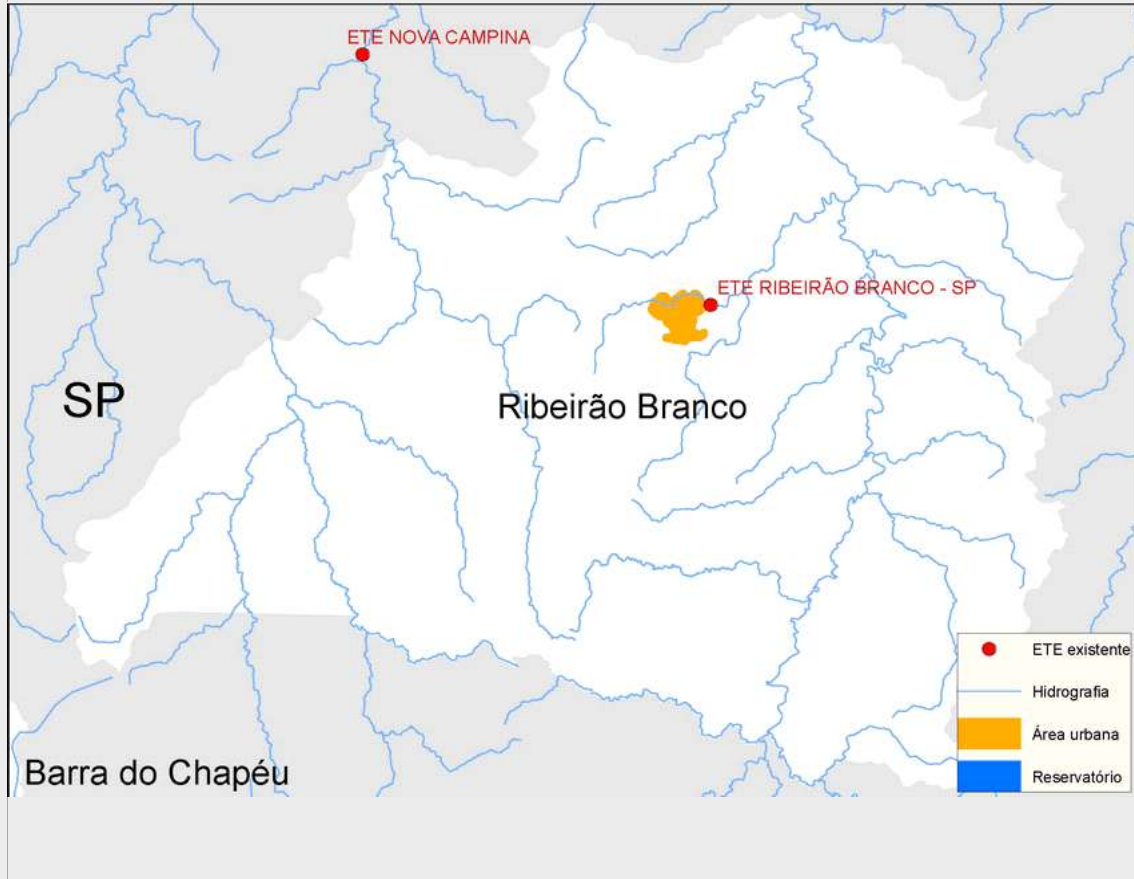 ETE NOVA CAMPINA
ETE RIBEIRÃO BRANCO - SP
SP
Ribeirão Branco
Barra do Chapéu
ETE existente
Hidrografia
Área urbana
Reservatório